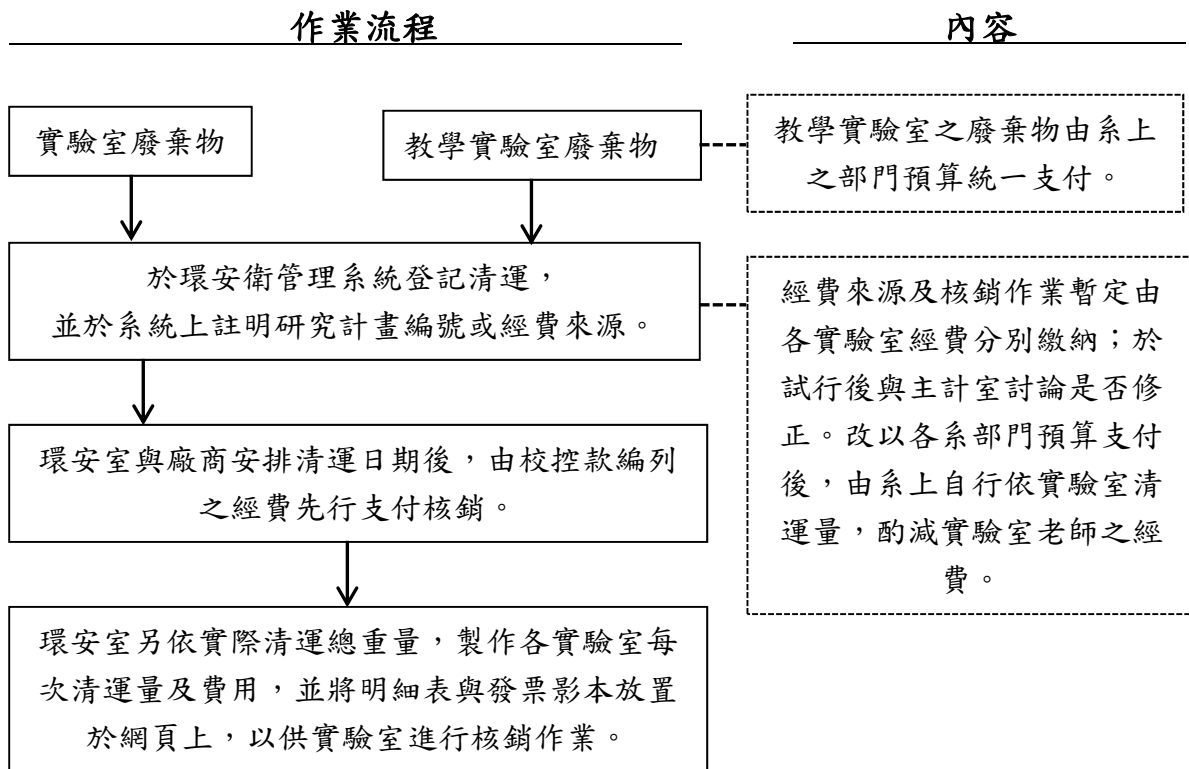 作業流程
內容
實驗室廢棄物
教學實驗室廢棄物
教學實驗室之廢棄物由系上
之部門預算統一支付。
於環安衛管理系統登記清運，
並於系統上註明研究計畫編號或經費來源。
經費來源及核銷作業暫定由
各實驗室經費分別繳納；於
試行後與主計室討論是否修
正。改以各系部門預算支付
後，由系上自行依實驗室清
運量，酌減實驗室老師之經
費。
環安室與廠商安排清運日期後，由校控款編列
之經費先行支付核銷。
環安室另依實際清運總重量，製作各實驗室每
次清運量及費用，並將明細表與發票影本放置
於網頁上，以供實驗室進行核銷作業。